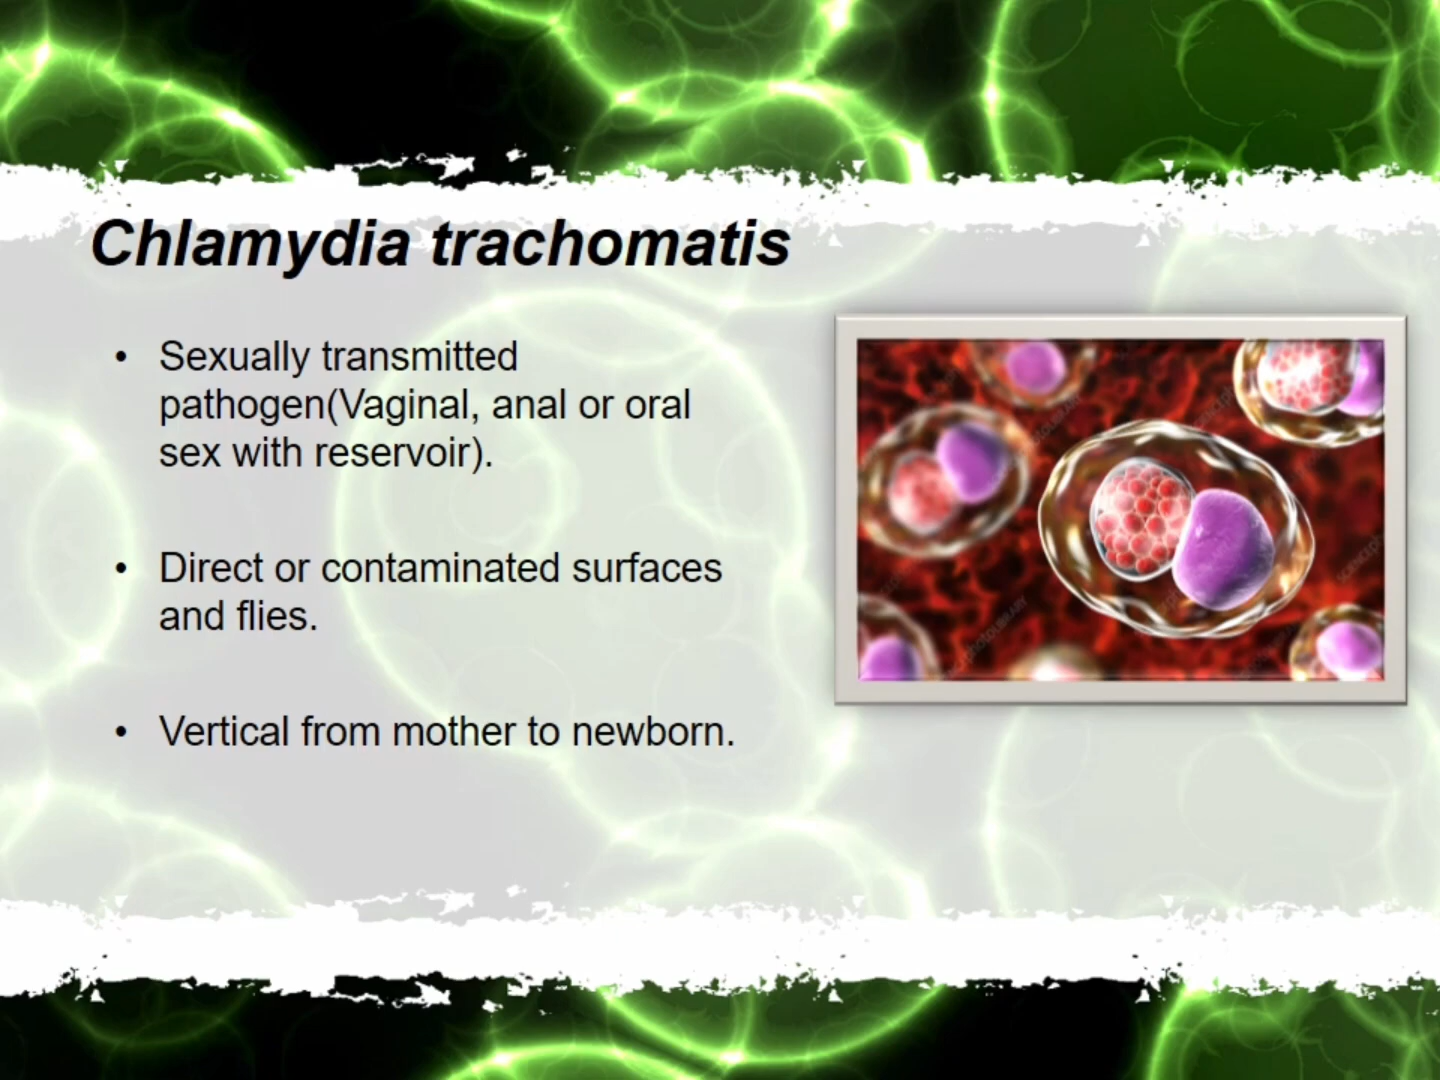 Chlamydia trachomatis
• Sexually transmitted
pathogen(Vaginal, anal or oral
sex with reservoir).
• Direct or contaminated surfaces
and flies.
• Vertical from mother to newborn.